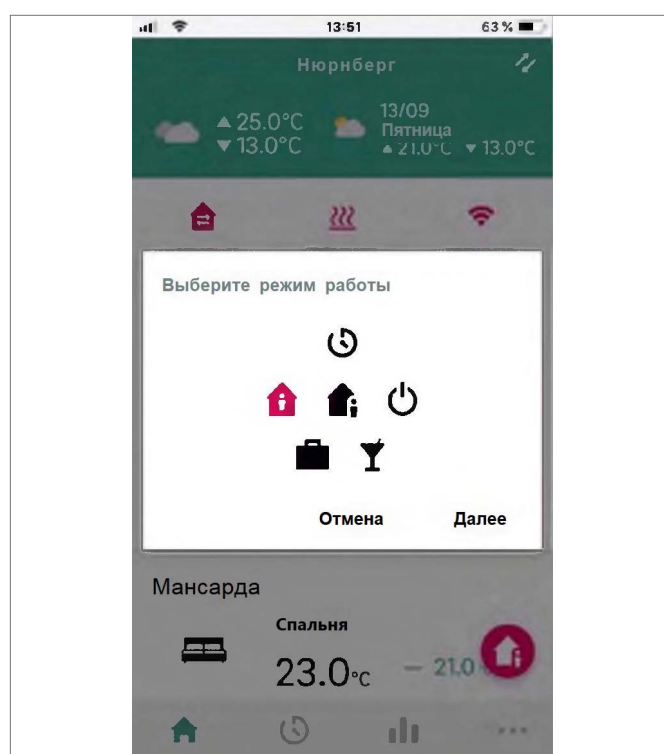 13:51
63 %
Нюрнберг
▲ 25.0°C
▼ 13.0°C
13/09
Пятница
▲ 21.0°C ▼ 13.0°C
Выберите режим работы
Отмена Далее
Мансарда
Спальня
23.0°C
21.0